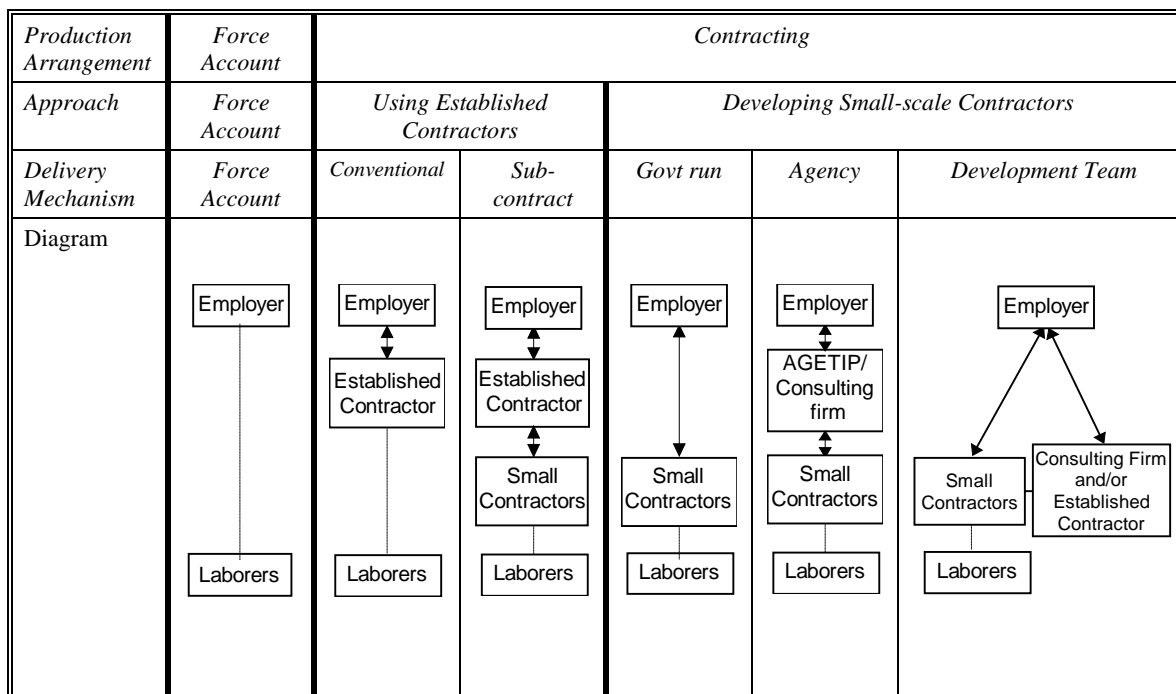 Production
Arrangement
Force
Account
Contracting
Approach
Force
Account
Using Established
Contractors
Developing Small-scale Contractors
Delivery
Mechanism
Force
Account
Conventional
Sub-
contract
Govt run
Agency
Development Team
Diagram
Employer
Laborers
Employer
Established
Contractor
Laborers
Employer
Established
Contractor
Small
Contractors
Laborers
Employer
Small
Contractors
Laborers
Employer
AGETIP/
Consulting
firm
Small
Contractors
Laborers
Employer
Small
Contractors
Consulting Firm
and/or
Established
Contractor
Laborers